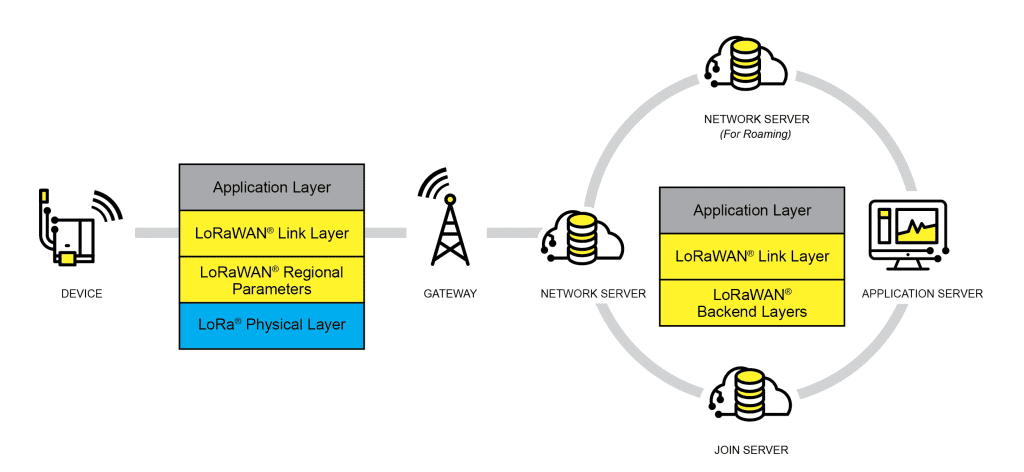 NETWORK SERVER
(For Roaming)
Application Layer
LoRaWAN® Link Layer
LoRaWAN® Regional
Parameters
LoRa® Physical Layer
Application Layer
LoRaWAN® Link Layer
LoRaWAN®
Backend Layers
DEVICE
GATEWAY
NETWORK SERVER
APPLICATION SERVER
JOIN SERVER